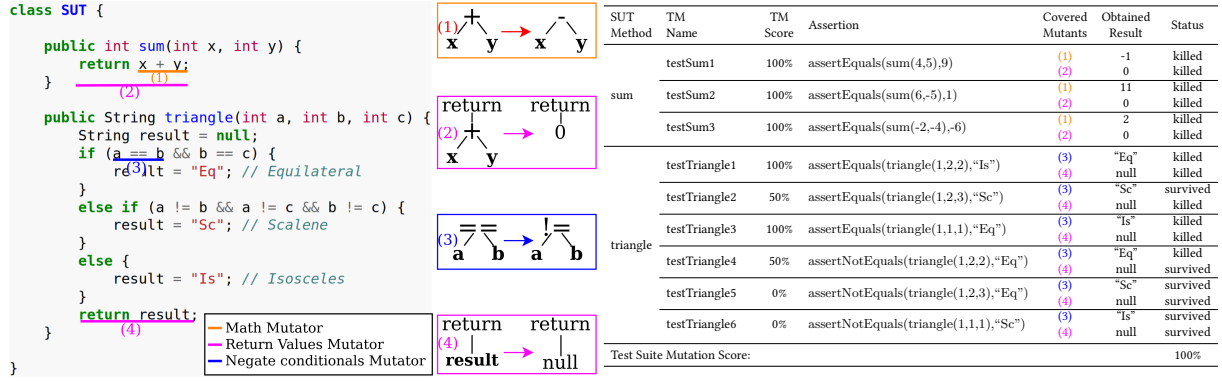 class SUT {
public int sum(int x, int y) {
return x + y;
(1)
}
(2)
public String triangle(int a, int b, int c) {
String result = null;
if (a == b && b == c) {
(3)
result = "Eq"; // Equilateral
}
else if (a != b && a != c && b != c) {
result = "Sc"; // Scalene
}
else {
result = "Is"; // Isosceles
}
return result;
(4)
}
}
Math Mutator
Return Values Mutator
Negate conditionals Mutator
(1) + -
x y x y
return return
(2) + 0
x y
(3) == !=
a b a b
return return
(4)
result null
SUT Method TM Name TM Score Assertion Covered Mutants Obtained Result Status
sum
testSum1 100% assertEquals(sum(4,5),9) (1) -1 killed
(2) 0 killed
testSum2 100% assertEquals(sum(6,-5),1) (1) 11 killed
(2) 0 killed
testSum3 100% assertEquals(sum(-2,-4),-6) (1) 2 killed
(2) 0 killed
triangle
testTriangle1 100% assertEquals(triangle(1,2,2),“Is”) (3) “Eq” killed
(4) null killed
testTriangle2 50% assertEquals(triangle(1,2,3),“Sc”) (3) “Sc” survived
(4) null killed
testTriangle3 100% assertEquals(triangle(1,1,1),“Eq”) (3) “Is” killed
(4) null killed
testTriangle4 50% assertNotEquals(triangle(1,2,2),“Eq”) (3) “Eq” killed
(4) null survived
testTriangle5 0% assertNotEquals(triangle(1,2,3),“Eq”) (3) “Sc” survived
(4) null survived
testTriangle6 0% assertNotEquals(triangle(1,1,1),“Sc”) (3) “Is” survived
(4) null survived
Test Suite Mutation Score: 100%